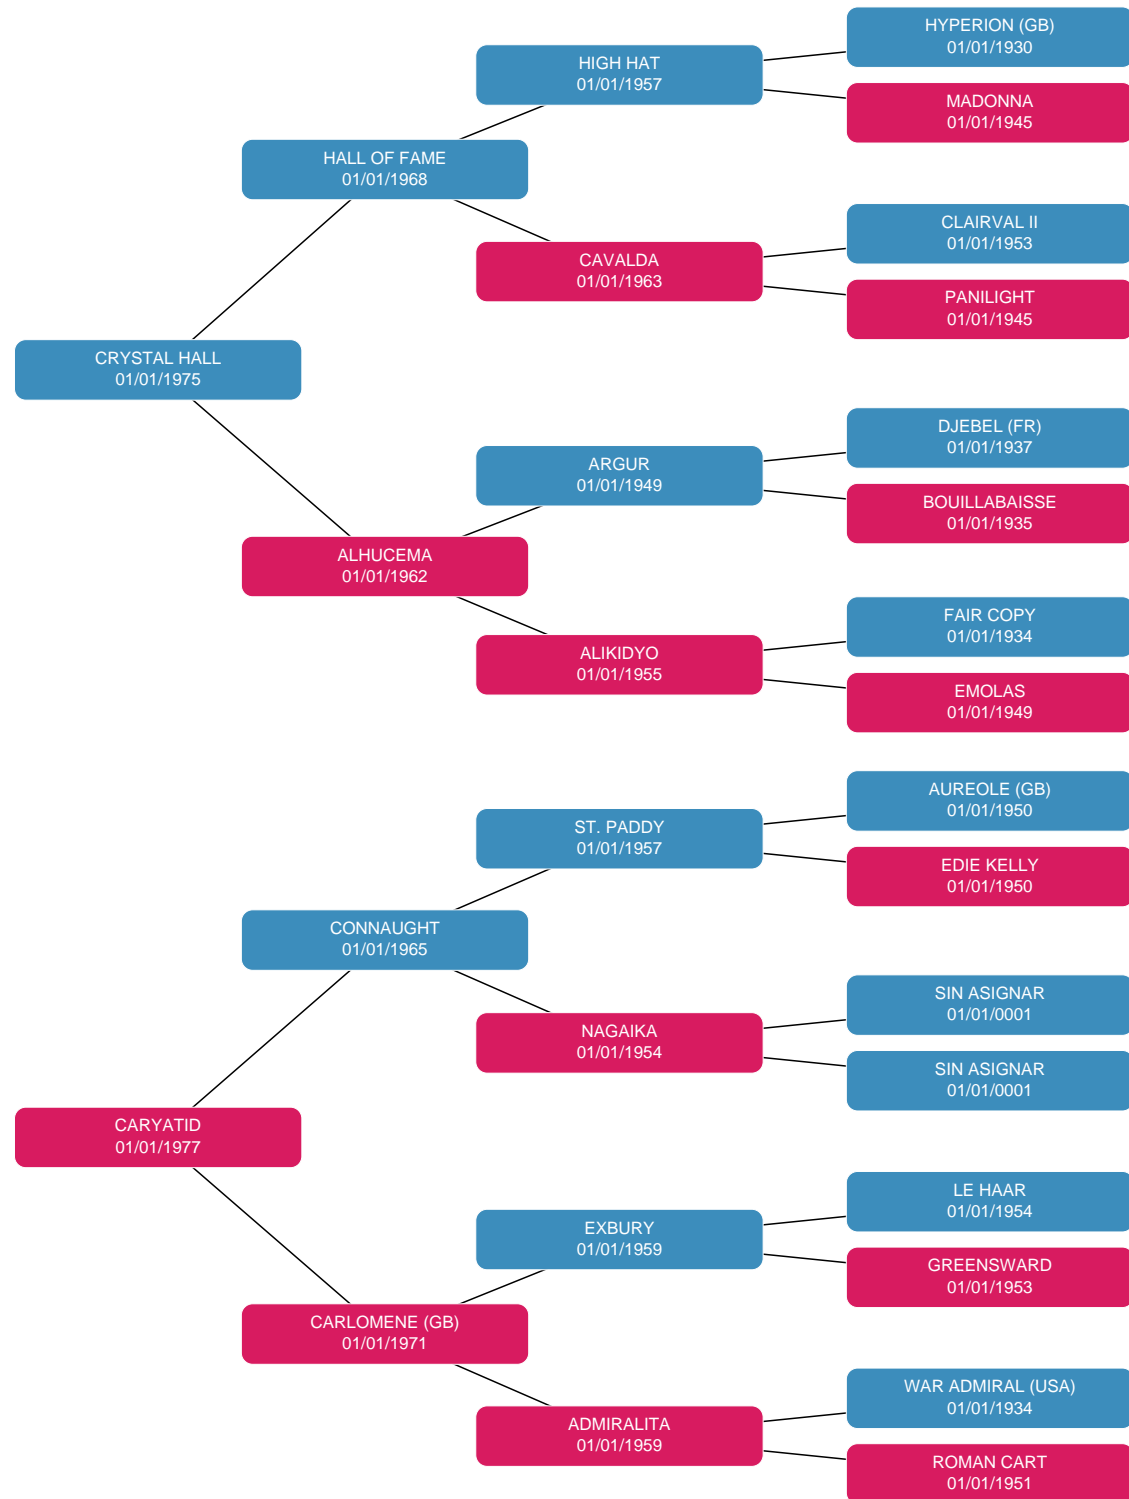 HYPERION (GB)
01/01/1930
HIGH HAT
01/01/1957
MADONNA
01/01/1945
HALL OF FAME
01/01/1968
CLAIRVAL II
01/01/1953
CAVALDA
01/01/1963
PANILIGHT
01/01/1945
CRYSTAL HALL
01/01/1975
DJEBEL (FR)
01/01/1937
ARGUR
01/01/1949
BOUILLABAISSE
01/01/1935
ALHUCEMA
01/01/1962
FAIR COPY
01/01/1934
ALIKIDYO
01/01/1955
EMOLAS
01/01/1949
AUREOLE (GB)
01/01/1950
ST. PADDY
01/01/1957
EDIE KELLY
01/01/1950
CONNAUGHT
01/01/1965
SIN ASIGNAR
01/01/0001
NAGAIKA
01/01/1954
SIN ASIGNAR
01/01/0001
CARYATID
01/01/1977
LE HAAR
01/01/1954
EXBURY
01/01/1959
GREENSWARD
01/01/1953
CARLOMENE (GB)
01/01/1971
WAR ADMIRAL (USA)
01/01/1934
ADMIRALITA
01/01/1959
ROMAN CART
01/01/1951